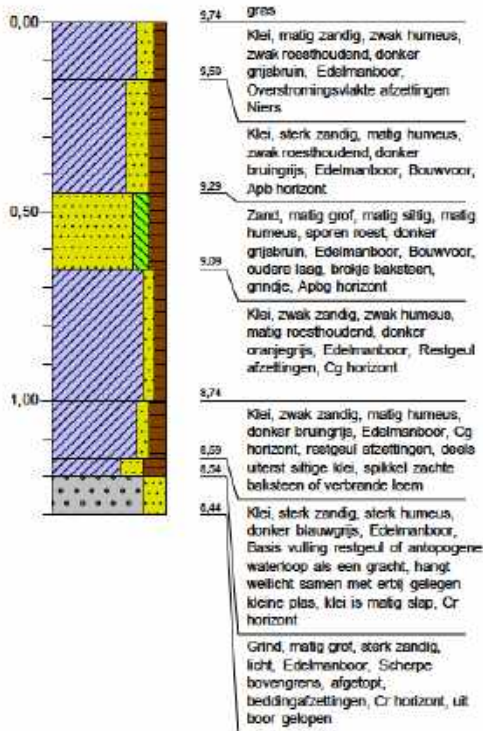 0,00
9,74
gras
Klei, matig zandig, zwak humeus,
zwak roesthoudend, donker
grijsbruin, Edelmanboor,
Overstromingsvlakte afzettingen
Niers
9,59
Klei, sterk zandig, matig humeus,
zwak roesthoudend, donker
bruingrijs, Edelmanboor, Bouwvoor,
Apb horizont
9,29
0,50
Zand, matig grof, matig siltig, matig
humeus, sporen roest, donker
grijsbruin, Edelmanboor, Bouwvoor,
oudere laag, brokje baksteen,
grindje, Apbg horizont
9,09
Klei, zwak zandig, zwak humeus,
matig roesthoudend, donker
oranjegrijs, Edelmanboor, Restgeul
afzettingen, Cg horizont
1,00
8,74
Klei, zwak zandig, matig humeus,
donker bruingrijs, Edelmanboor, Cg
horizont, restgeul afzettingen, deels
uiterst siltige klei, spikkel zachte
baksteen of verbrande leem
8,59
8,54
Klei, sterk zandig, sterk humeus,
donker blauwgrijs, Edelmanboor,
Basis vulling restgeul of antopogene
waterloop als een gracht, hangt
wellicht samen met erbij gelegen
kleine plas, klei is matig slap, Cr
horizont
8,44
Grind, matig grof, sterk zandig,
licht, Edelmanboor, Scherpe
bovengrens, afgetopt,
beddingafzettingen, Cr horizont, uit
boor gelopen